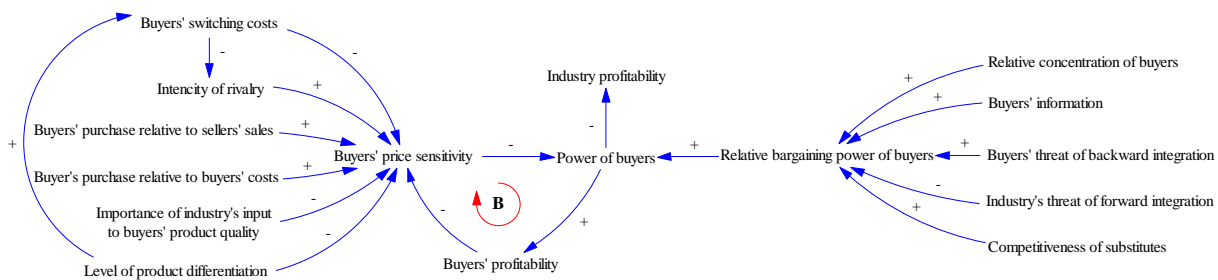 Buyers' switching costs
-
-
Intencity of rivalry
+
Buyers' purchase relative to sellers' sales
+
+
Buyers' price sensitivity
Buyer's purchase relative to buyers' costs
+
Importance of industry's input
to buyers' product quality
-
Level of product differentiation
-
-
B
Buyers' profitability
+
-
Power of buyers
-
Industry profitability
+
Relative bargaining power of buyers
+
Relative concentration of buyers
+
Buyers' information
+
Buyers' threat of backward integration
-
Industry's threat of forward integration
+
Competitiveness of substitutes